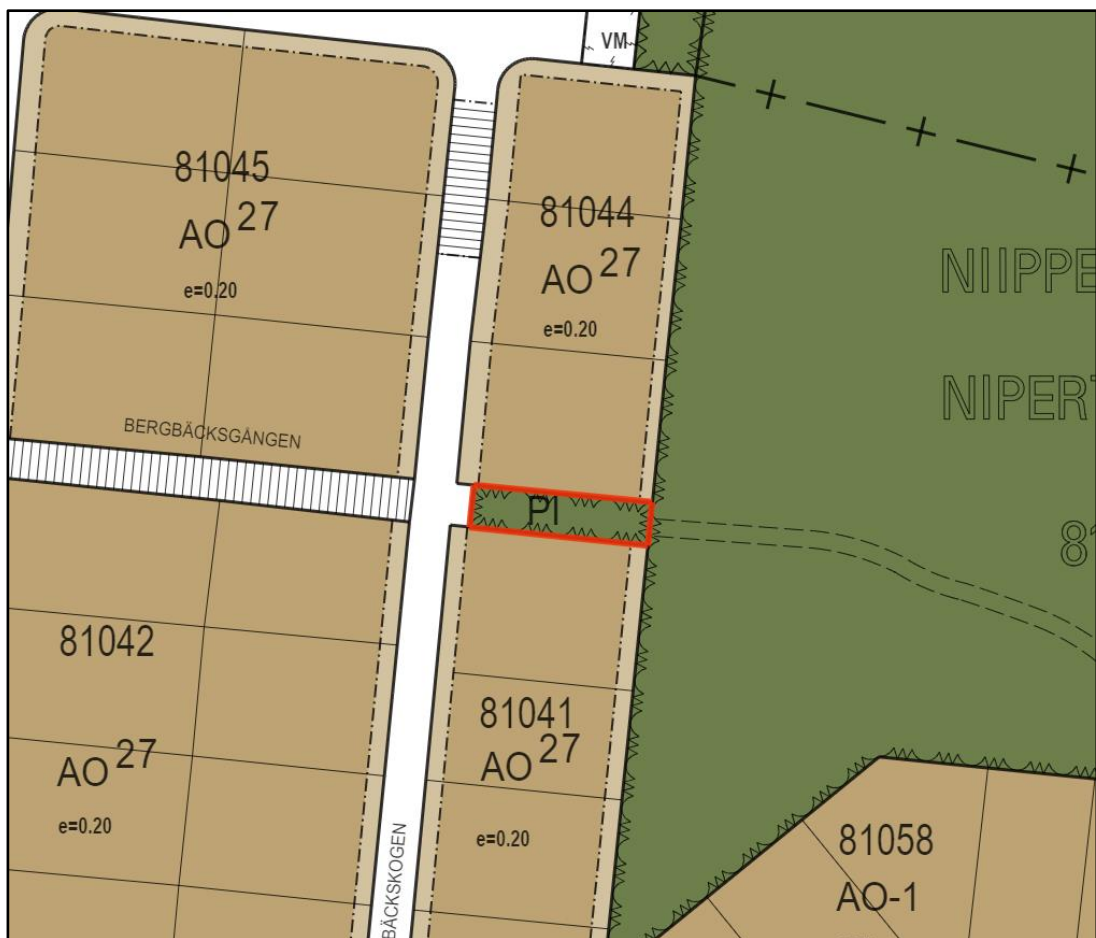 VM
81045
AO 27
e=0.20
81044
AO 27
e=0.20
NIIPPE
NIPERT
BERGBÄCKSGÅNGEN
PI
81042
AO 27
e=0.20
81041
AO 27
e=0.20
BÄCKSKOGEN
81058
AO-1